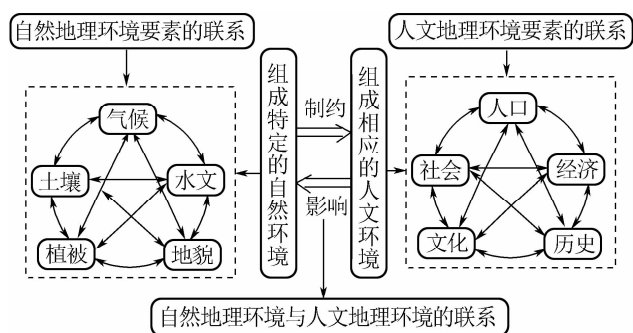 自然地理环境要素的联系
人文地理环境要素的联系
气候
土壤
水文
植被
地貌
组成特定的自然环境
制约
影响
组成相应的人文环境
人口
社会
经济
文化
历史
自然地理环境与人文地理环境的联系